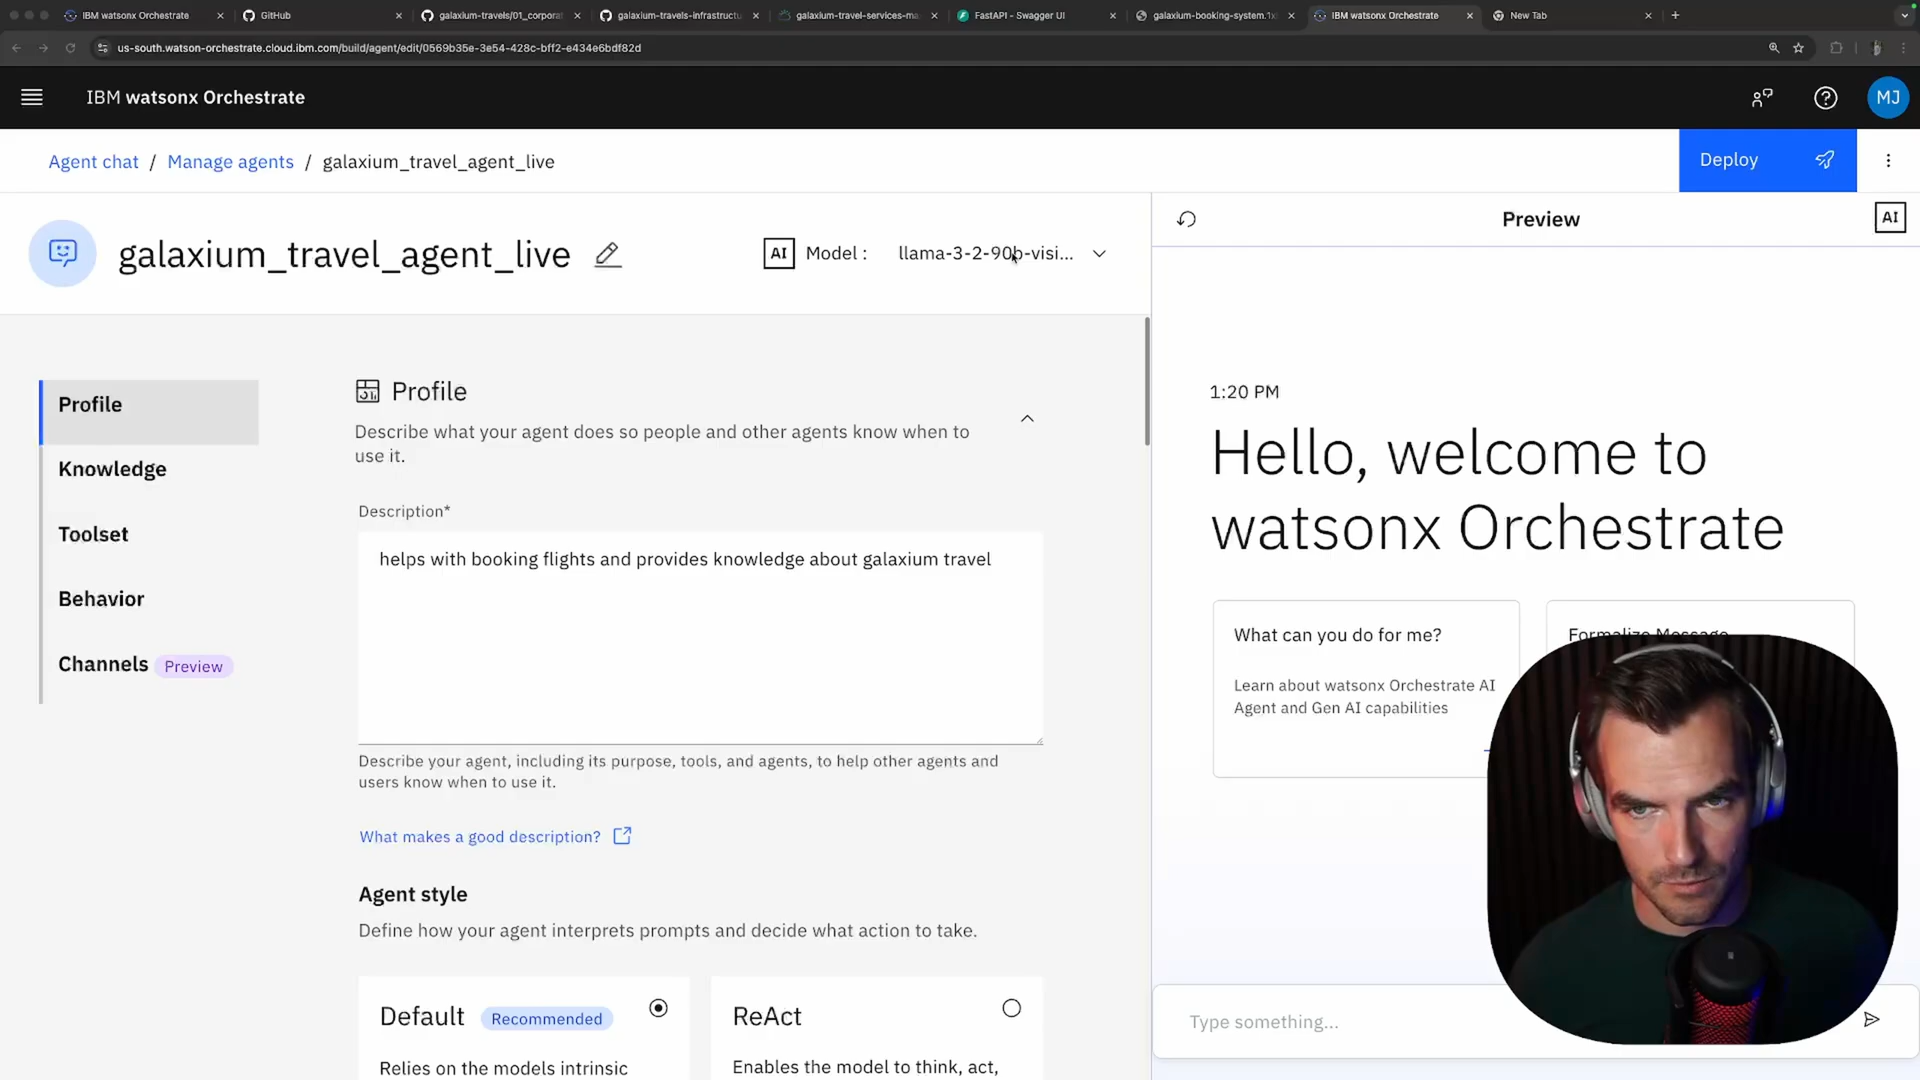 IBM watsonx Orchestrate
GitHub
galaxium-travels/01_corporat
galaxium-travels-infrastructu
galaxium-travel-services-ma
FastAPI - Swagger UI
galaxium-booking-system.1x
IBM watsonx Orchestrate
New Tab
us-south.watson-orchestrate.cloud.ibm.com/build/agent/edit/0569b35e-3e54-428c-bff2-e434e6bdf82d
IBM watsonx Orchestrate
MJ
Agent chat / Manage agents / galaxium_travel_agent_live
Deploy
galaxium_travel_agent_live
AI Model : llama-3-2-90b-visi...
Preview
AI
Profile
Knowledge
Toolset
Behavior
Channels Preview
Profile
Describe what your agent does so people and other agents know when to
use it.
Description*
helps with booking flights and provides knowledge about galaxium travel
Describe your agent, including its purpose, tools, and agents, to help other agents and
users know when to use it.
What makes a good description?
Agent style
Define how your agent interprets prompts and decide what action to take.
Default Recommended
Relies on the models intrinsic
ReAct
Enables the model to think, act,
1:20 PM
Hello, welcome to
watsonx Orchestrate
What can you do for me?
Learn about watsonx Orchestrate AI
Agent and Gen AI capabilities
Formalize Message
Type something...